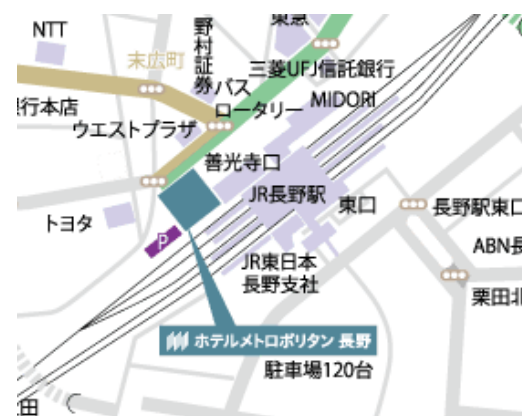 NTT
東急
野村証券
末広町
三菱UFJ信託銀行
バス
ロータリー
MIDORI
行本店
ウエストプラザ
善光寺口
JR長野駅
東口
長野駅東口
トヨタ
P
ABN長
JR東日本
長野支社
栗田北
ホテルメトロポリタン 長野
駐車場120台
田